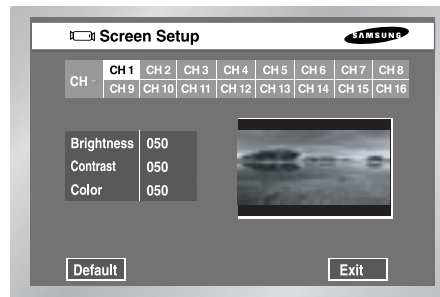 Screen Setup
SAMSUNG
CH
CH 1 CH 2 CH 3 CH 4 CH 5 CH 6 CH 7 CH 8
CH 9 CH 10 CH 11 CH 12 CH 13 CH 14 CH 15 CH 16
Brightness 050
Contrast 050
Color 050
Default
Exit